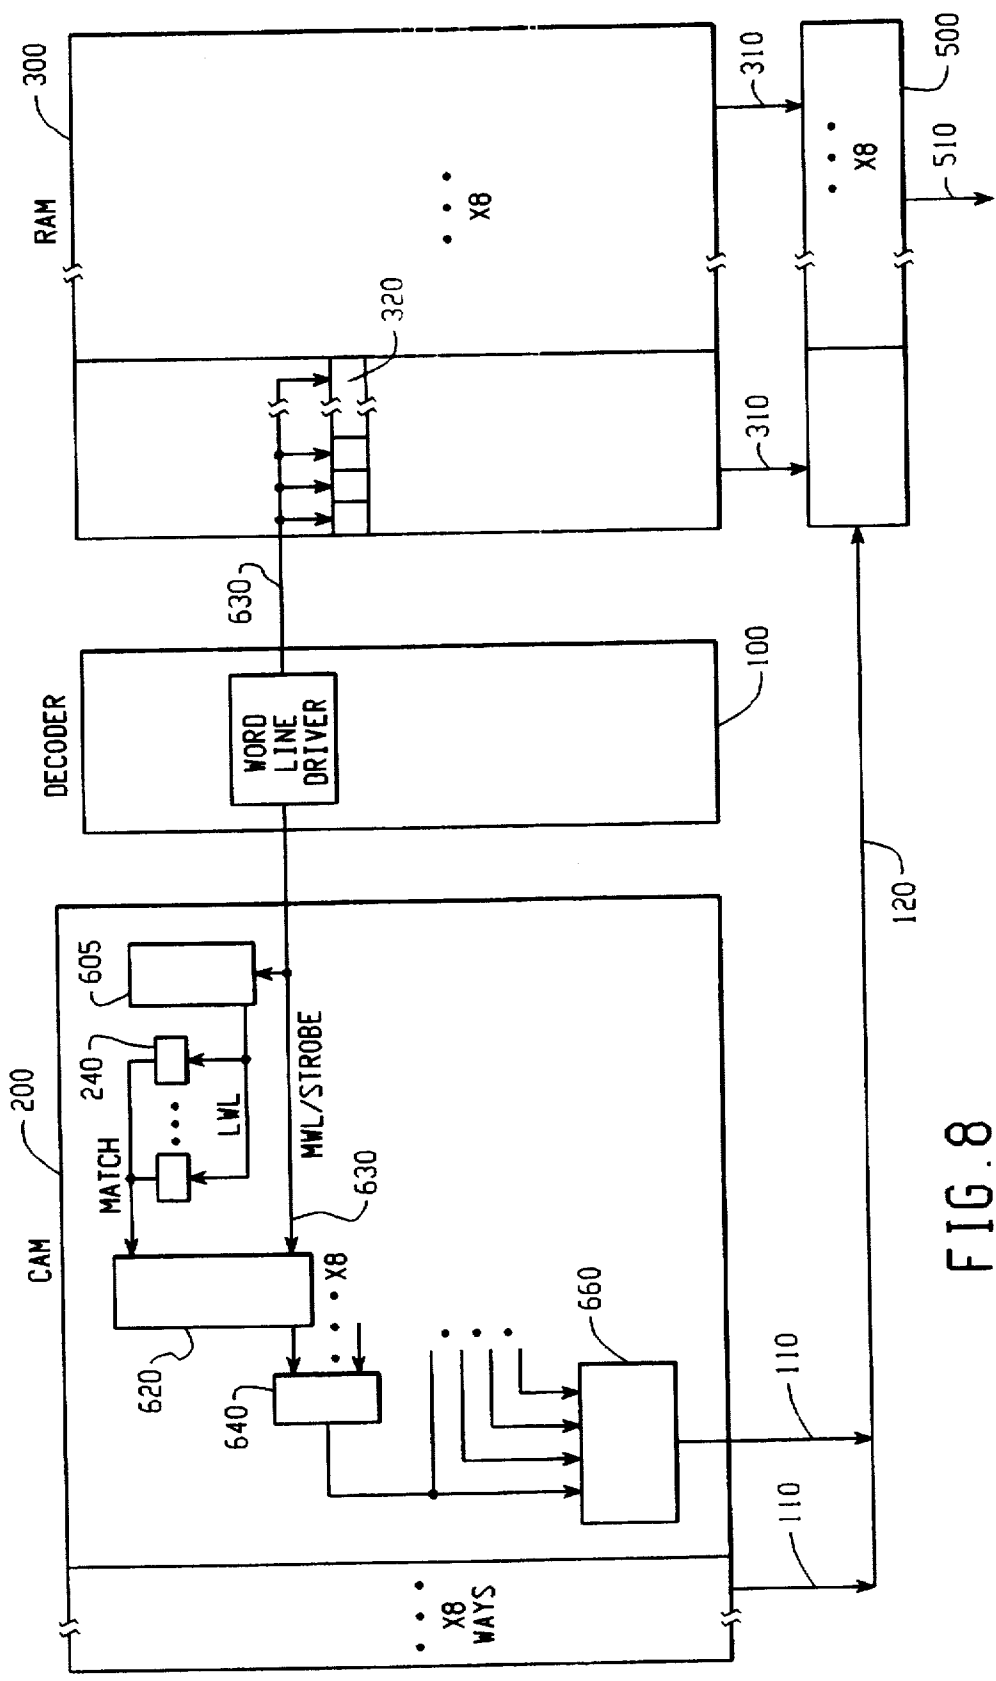 CAM
200
MATCH
240
605
LWL
MWL/STROBE
630
620
640
X8
660
X8
WAYS
110
110
120
DECODER
WORD
LINE
DRIVER
100
630
RAM
300
320
X8
310
310
X8
500
510
FIG. 8